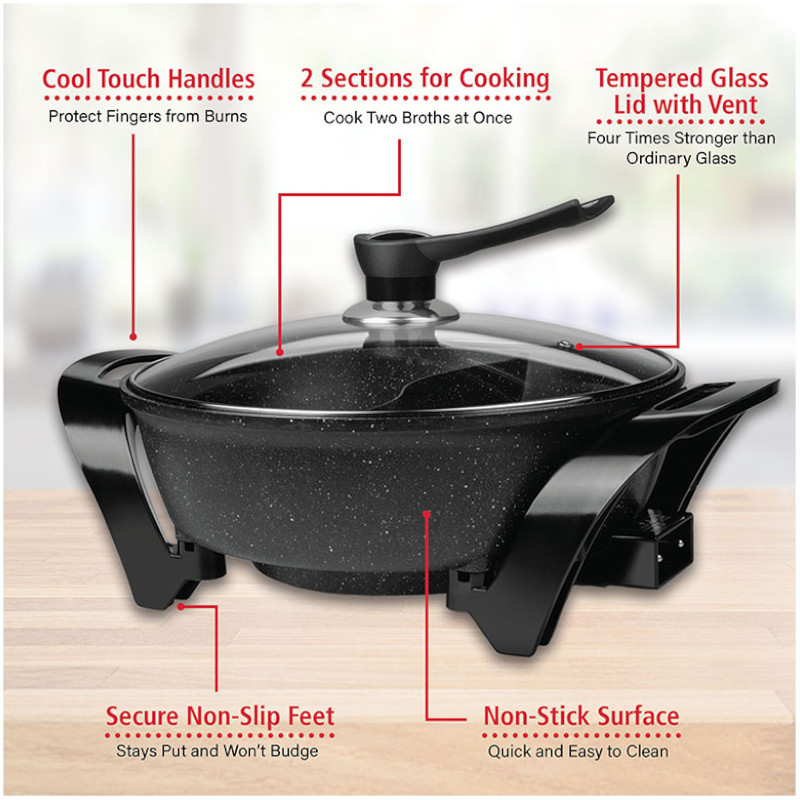 Cool Touch Handles
Protect Fingers from Burns
2 Sections for Cooking
Cook Two Broths at Once
Tempered Glass
Lid with Vent
Four Times Stronger than
Ordinary Glass
Secure Non-Slip Feet
Stays Put and Won't Budge
Non-Stick Surface
Quick and Easy to Clean